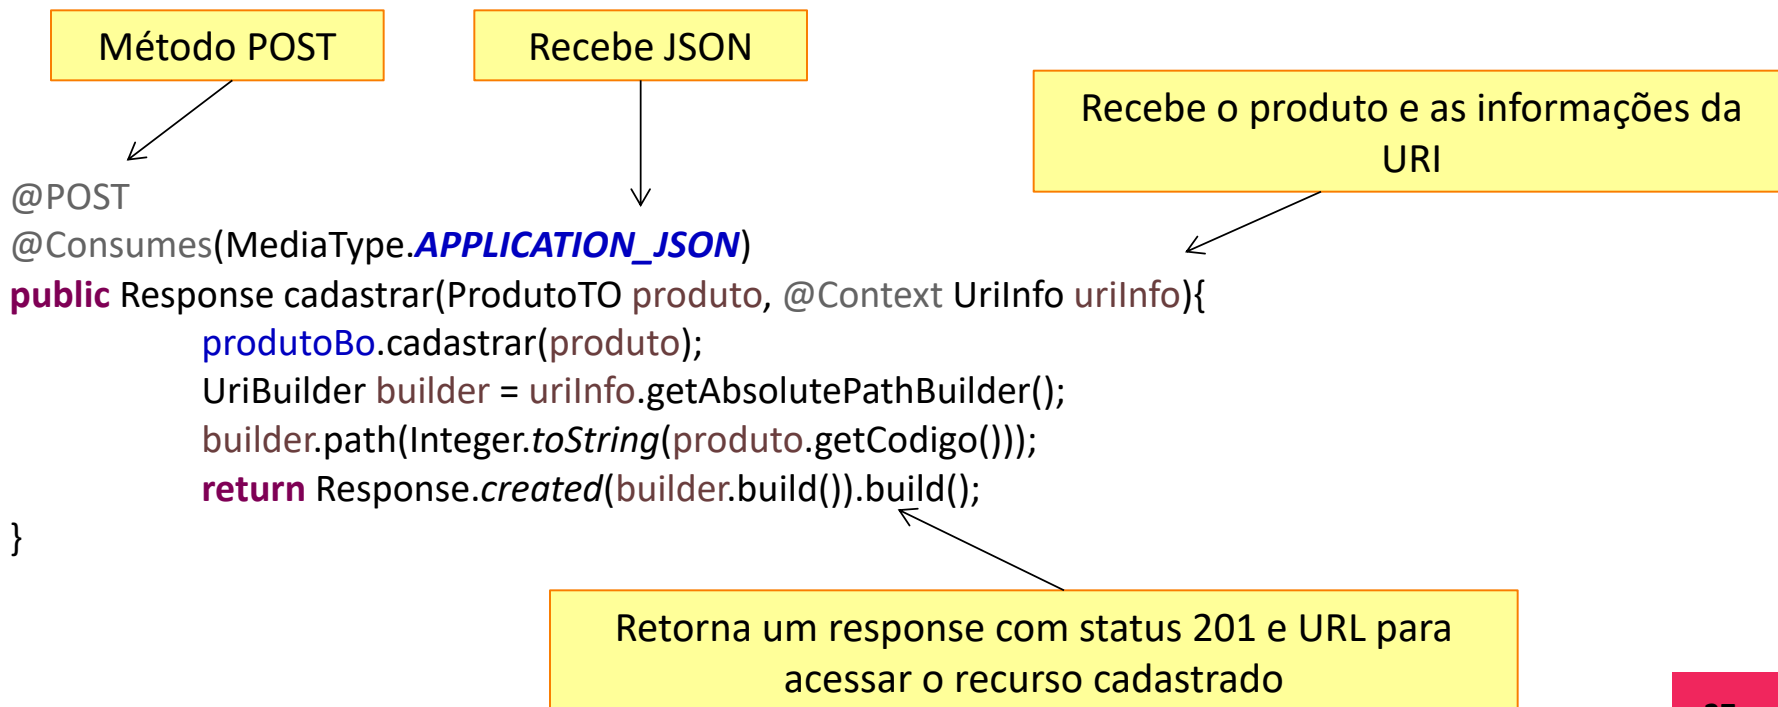 Método POST
Recebe JSON
Recebe o produto e as informações da
URI
@POST
@Consumes(MediaType.APPLICATION_JSON)
public Response cadastrar(ProdutoTO produto, @Context UriInfo uriInfo){
produtoBo.cadastrar(produto);
UriBuilder builder = uriInfo.getAbsolutePathBuilder();
builder.path(Integer.toString(produto.getCodigo()));
return Response.created(builder.build()).build();
}
Retorna um response com status 201 e URL para
acessar o recurso cadastrado